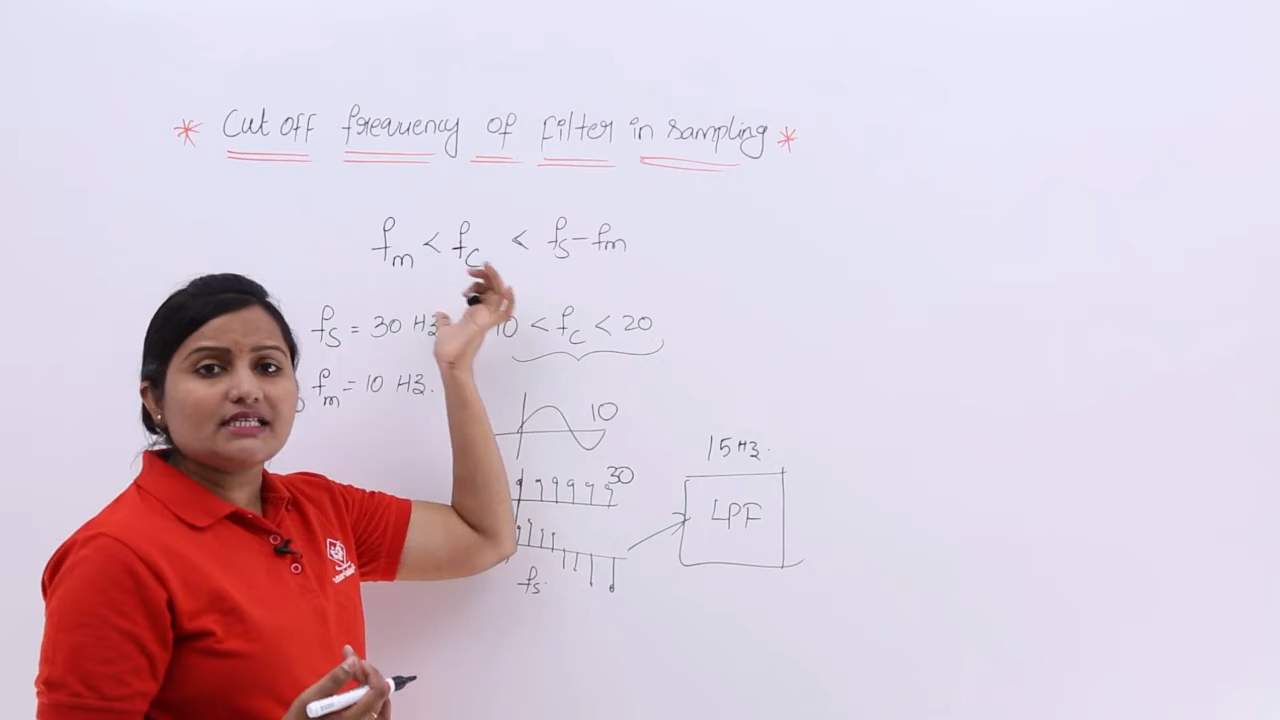 * Cut off frequency of filter in sampling *
fm < fc < fs - fm
fs = 30 Hz 10 < fc < 20
fm = 10 Hz.
10
30
15 Hz.
LPF
fs.